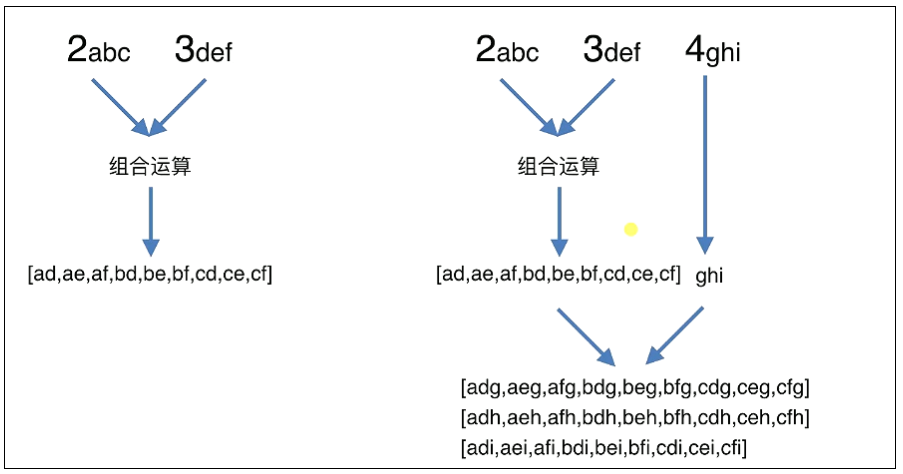 2abc 3def
组合运算
[ad,ae,af,bd,be,bf,cd,ce,cf]
2abc 3def 4ghi
组合运算
[ad,ae,af,bd,be,bf,cd,ce,cf] ghi
[adg,aeg,afg,bdg,beg,bfg,cdg,ceg,cfg]
[adh,aeh,afh,bdh,beh,bfh,cdh,ceh,cfh]
[adi,aei,afi,bdi,bei,bfi,cdi,cei,cfi]